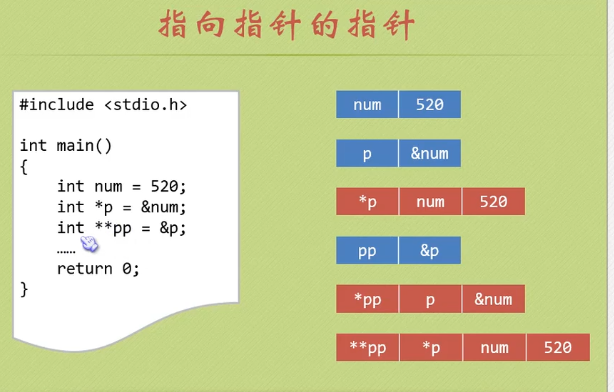 指向指针的指针
#include <stdio.h>
int main()
{
    int num = 520;
    int *p = &num;
    int **pp = &p;
    ……
    return 0;
}
num 520
p &num
*p num 520
pp &p
*pp p &num
**pp *p num 520